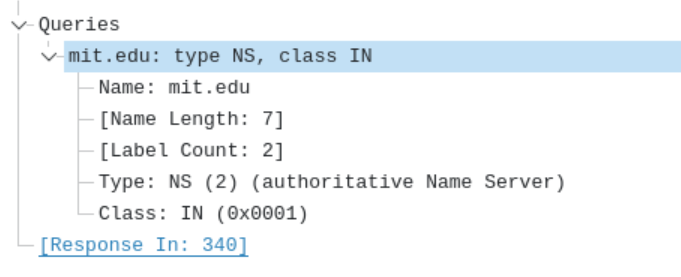 Queries
mit.edu: type NS, class IN
Name: mit.edu
[Name Length: 7]
[Label Count: 2]
Type: NS (2) (authoritative Name Server)
Class: IN (0x0001)
[Response In: 340]